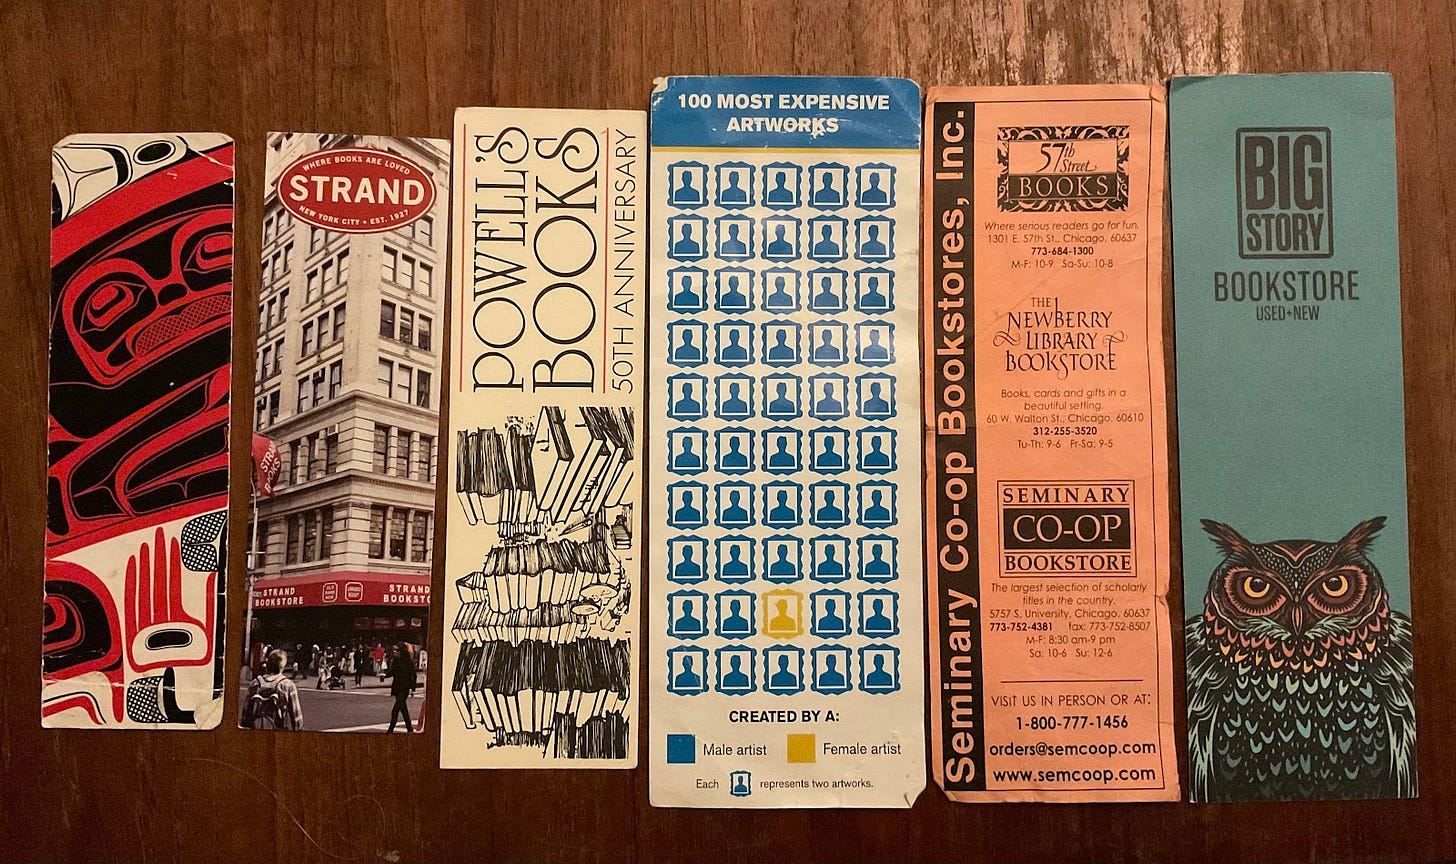 WHERE BOOKS ARE LOVED
STRAND
NEW YORK CITY • EST. 1927
STRAND
BOOKSTORE
STRAND
BOOKSTO
POWELL'S
BOOKS
50TH ANNIVERSARY
100 MOST EXPENSIVE
ARTWORKS
CREATED BY A:
Male artist
Female artist
Each represents two artworks.
Seminary Co-op Bookstores, Inc.
57th
Street
BOOKS
Where serious readers go for fun.
1301 E. 57th St., Chicago, 60637
773-684-1300
M-F: 10-9 Sa-Su: 10-8
THE
NEWBERRY
LIBRARY
BOOKSTORE
Books, cards and gifts in a
beautiful setting.
60 W. Walton St., Chicago, 60610
312-255-3520
Tu-Th: 9-6 Fr-Sa: 9-5
SEMINARY
CO-OP
BOOKSTORE
The largest selection of scholarly
titles in the country.
5757 S. University, Chicago, 60637
773-752-4381 fax: 773-752-8507
M-F: 8:30 am-9 pm
Sa: 10-6 Su: 12-6
VISIT US IN PERSON OR AT:
1-800-777-1456
orders@semcoop.com
www.semcoop.com
BIG
STORY
BOOKSTORE
USED+NEW